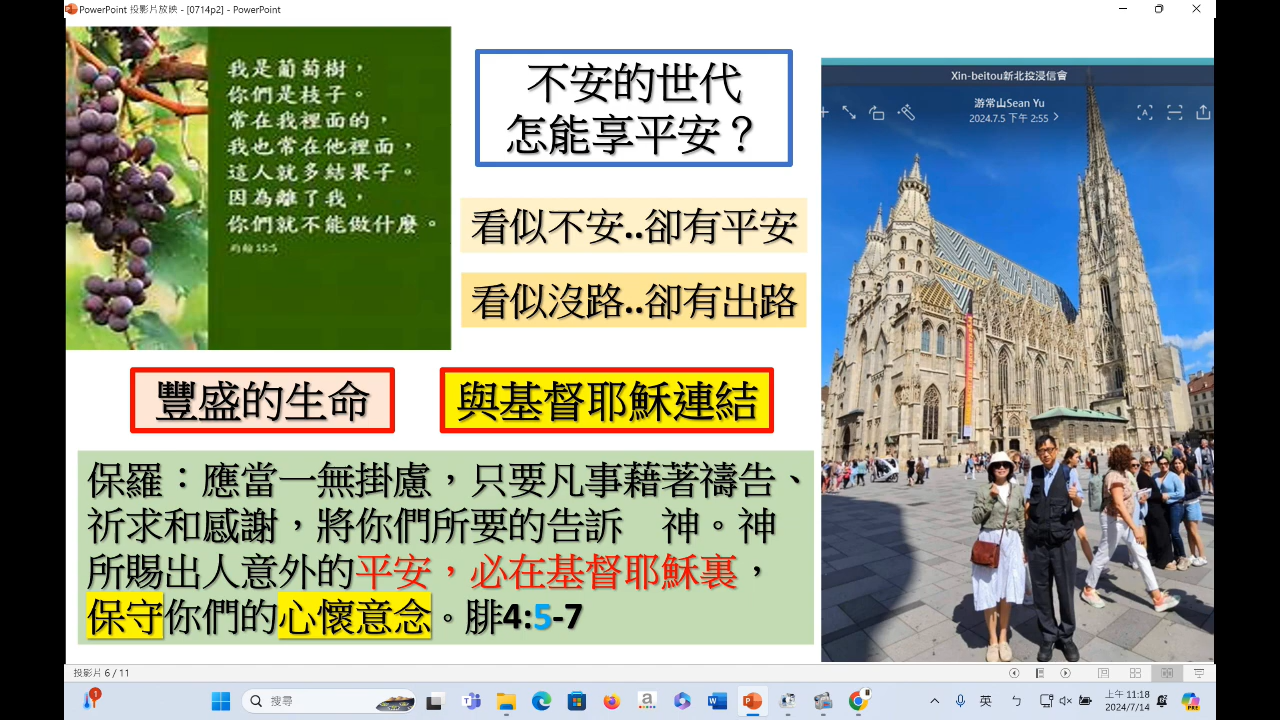 PowerPoint 投影片放映 - [0714p2] - PowerPoint
我是葡萄樹，
你們是枝子。
常在我裡面的，
我也常在他裡面，
這人就多結果子。
因為離了我，
你們就不能做什麼。
約翰 15:5
不安的世代
怎能享平安？
看似不安..卻有平安
看似沒路..卻有出路
豐盛的生命
與基督耶穌連結
保羅：應當一無掛慮，只要凡事藉著禱告、
祈求和感謝，將你們所要的告訴　神。神
所賜出人意外的平安，必在基督耶穌裏，
保守你們的心懷意念。腓4:5-7
Xin-beitou新北投浸信會
游常山Sean Yu
2024.7.5 下午 2:55
投影片 6 / 11
1
搜尋
英
上午 11:18
2024/7/14
PRE